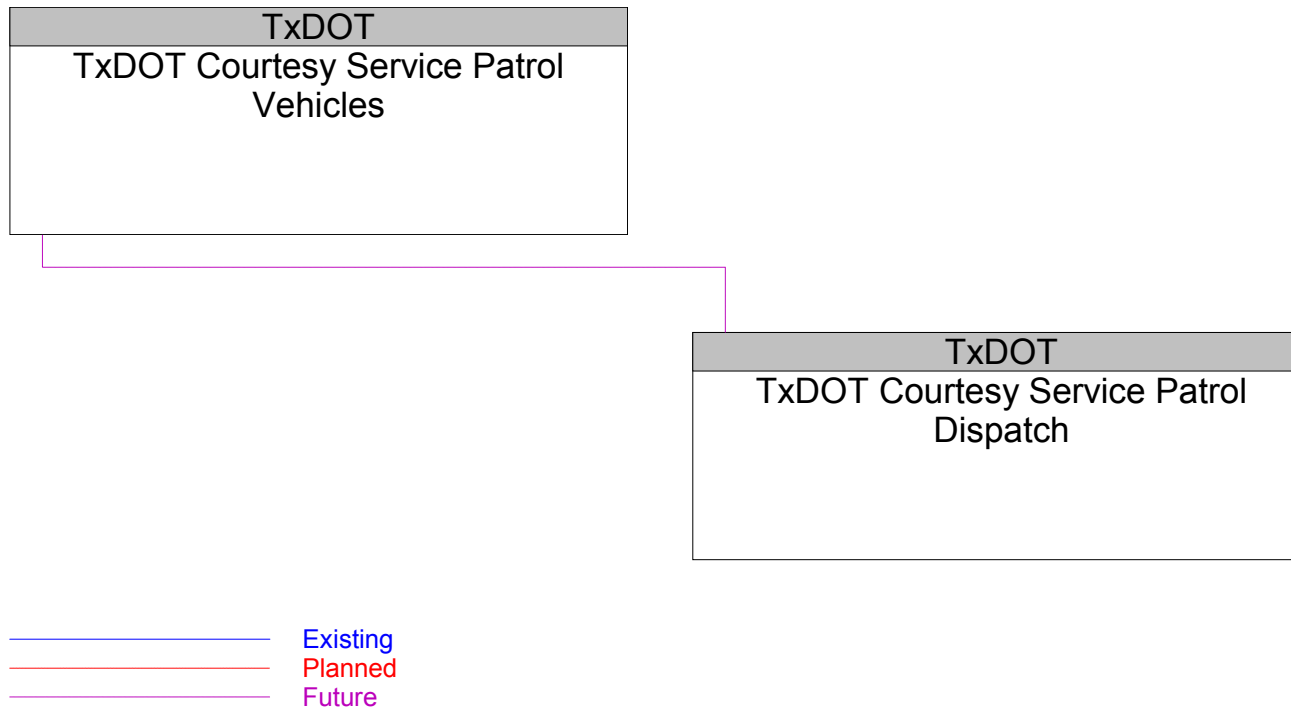 TxDOT
TxDOT Courtesy Service Patrol
Vehicles
TxDOT
TxDOT Courtesy Service Patrol
Dispatch
Existing
Planned
Future